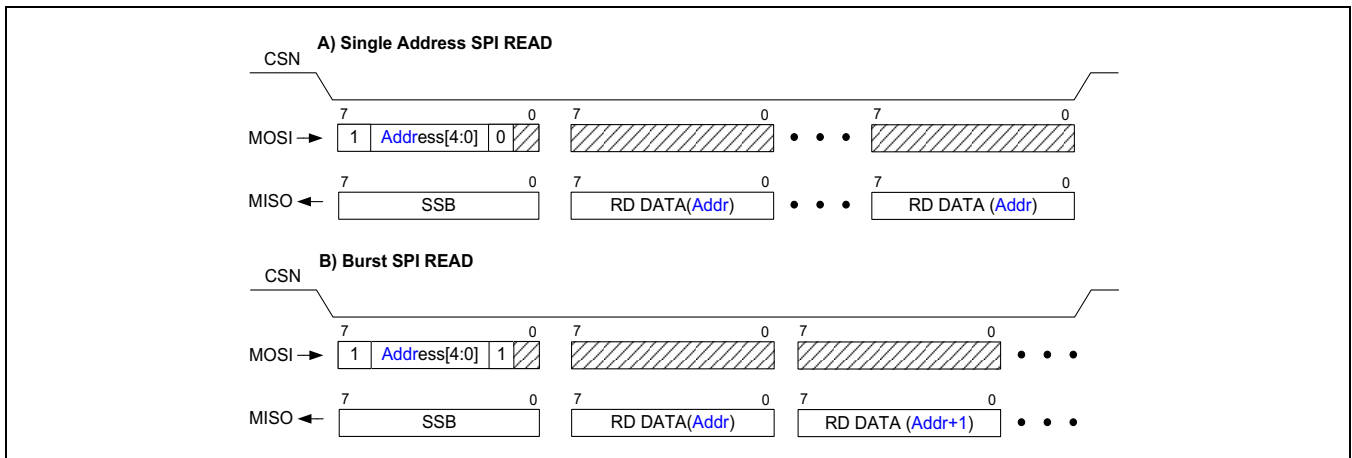 A) Single Address SPI READ
CSN
7 0 7 0 7 0
MOSI 1 Address[4:0] 0 • • •
7 0 7 0 7 0
MISO SSB RD DATA(Addr) • • • RD DATA (Addr)
B) Burst SPI READ
CSN
7 0 7 0 7 0
MOSI 1 Address[4:0] 1 • • •
7 0 7 0 7 0
MISO SSB RD DATA(Addr) RD DATA (Addr+1) • • •